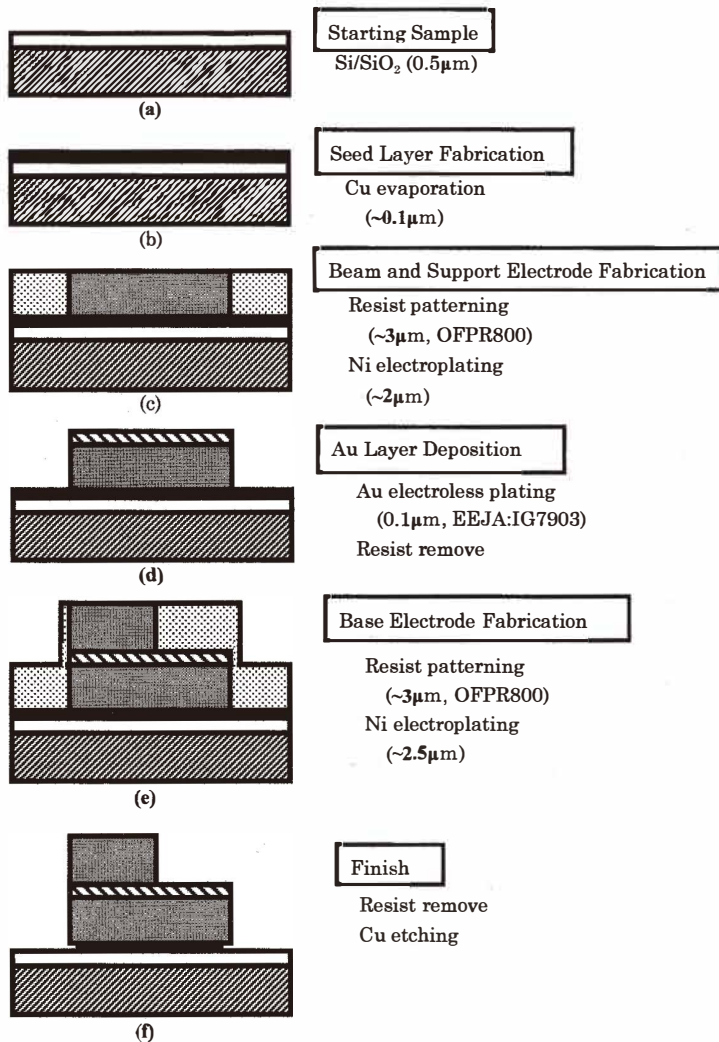 Starting Sample
Si/SiO₂ (0.5μm)
(a)
Seed Layer Fabrication
Cu evaporation
(~0.1μm)
(b)
Beam and Support Electrode Fabrication
Resist patterning
(~3μm, OFPR800)
Ni electroplating
(~2μm)
(c)
Au Layer Deposition
Au electroless plating
(0.1μm, EEJA:IG7903)
Resist remove
(d)
Base Electrode Fabrication
Resist patterning
(~3μm, OFPR800)
Ni electroplating
(~2.5μm)
(e)
Finish
Resist remove
Cu etching
(f)